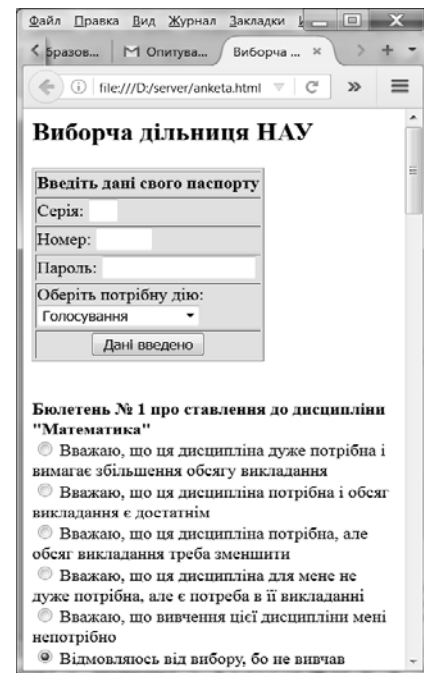 Файл Правка Вид Журнал Закладки
бразов... Опитува... Виборча ...
file:///D:/server/anketa.html
Виборча дільниця НАУ
Введіть дані свого паспорту
Серія:
Номер:
Пароль:
Оберіть потрібну дію:
Голосування
Дані введено
Бюлетень № 1 про ставлення до дисципліни
"Математика"
Вважаю, що ця дисципліна дуже потрібна і
вимагає збільшення обсягу викладання
Вважаю, що ця дисципліна потрібна і обсяг
викладання є достатнім
Вважаю, що ця дисципліна потрібна, але
обсяг викладання треба зменшити
Вважаю, що ця дисципліна для мене не
дуже потрібна, але є потреба в її викладанні
Вважаю, що вивчення цієї дисципліни мені
непотрібно
Відмовляюсь від вибору, бо не вивчав